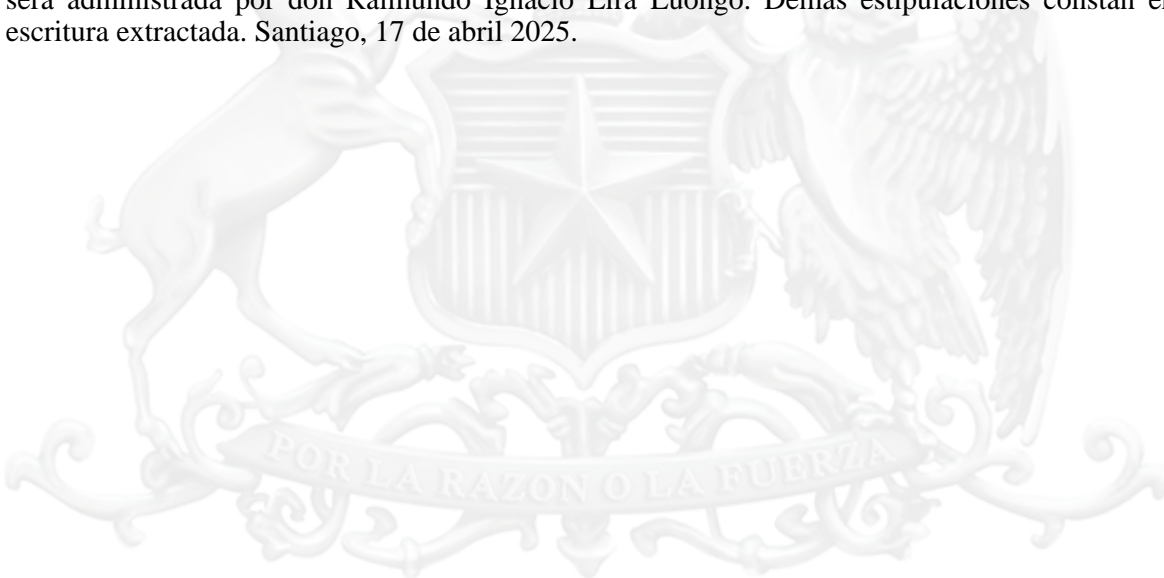 será administrada por don Raimundo Ignacio Lira Luongo. Demás estipulaciones constan
escritura extractada. Santiago, 17 de abril 2025.
POR LA RAZON O LA FUERZA